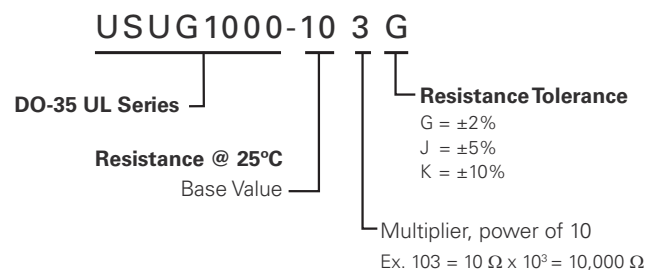 USUG1000-10 3 G
DO-35 UL Series
Resistance Tolerance
G = ±2%
J = ±5%
K = ±10%
Resistance @ 25ºC
Base Value
Multiplier, power of 10
Ex. 103 = 10 Ω x 10³ = 10,000 Ω